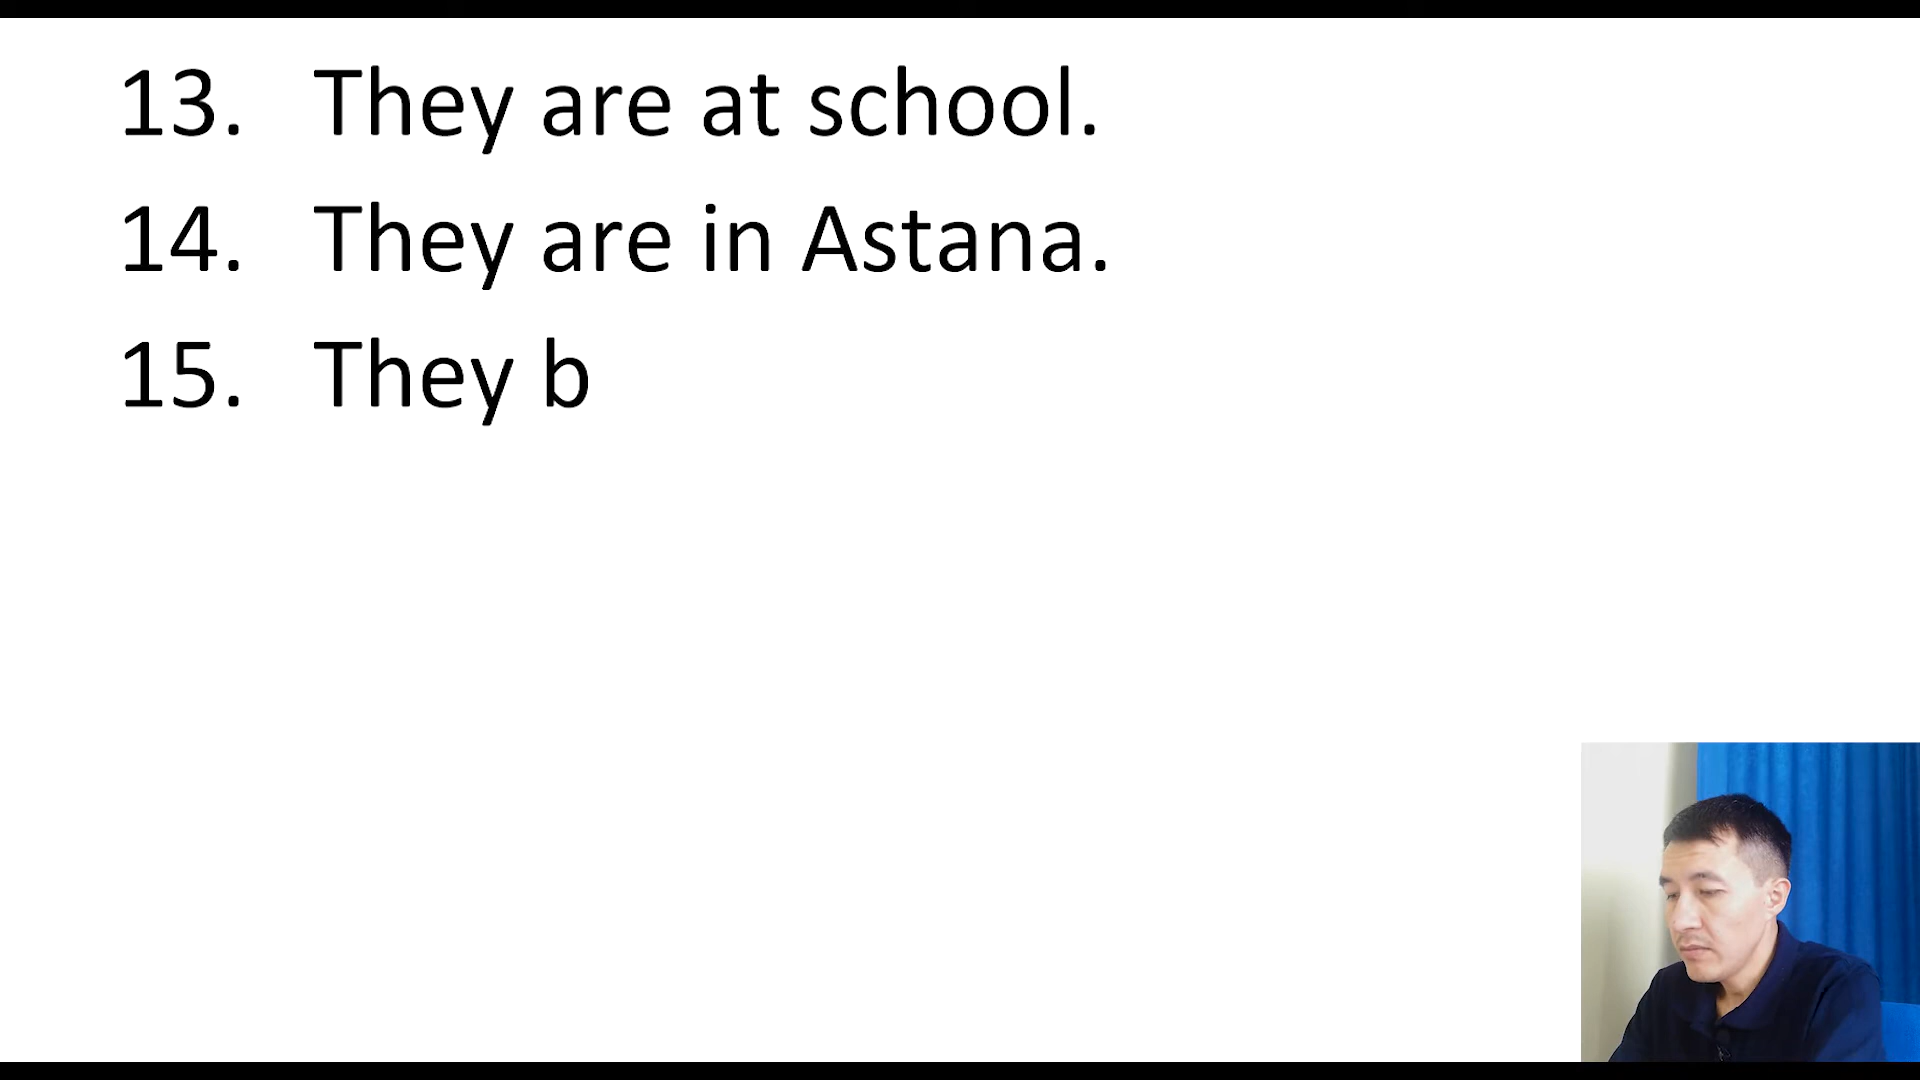 13. They are at school.
14. They are in Astana.
15. They b